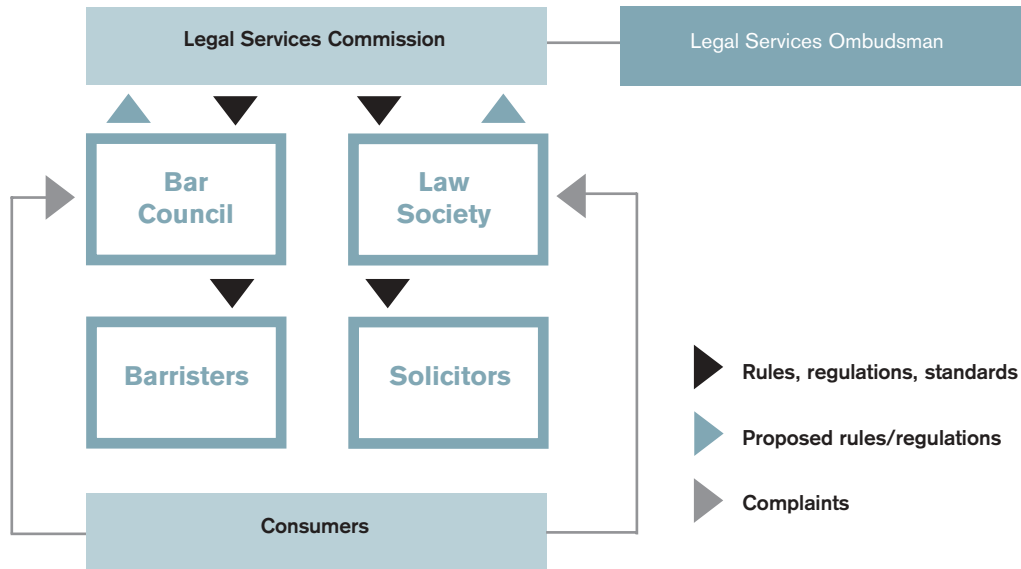 Legal Services Commission
Legal Services Ombudsman
Bar
Council
Law
Society
Barristers
Solicitors
Rules, regulations, standards
Proposed rules/regulations
Complaints
Consumers